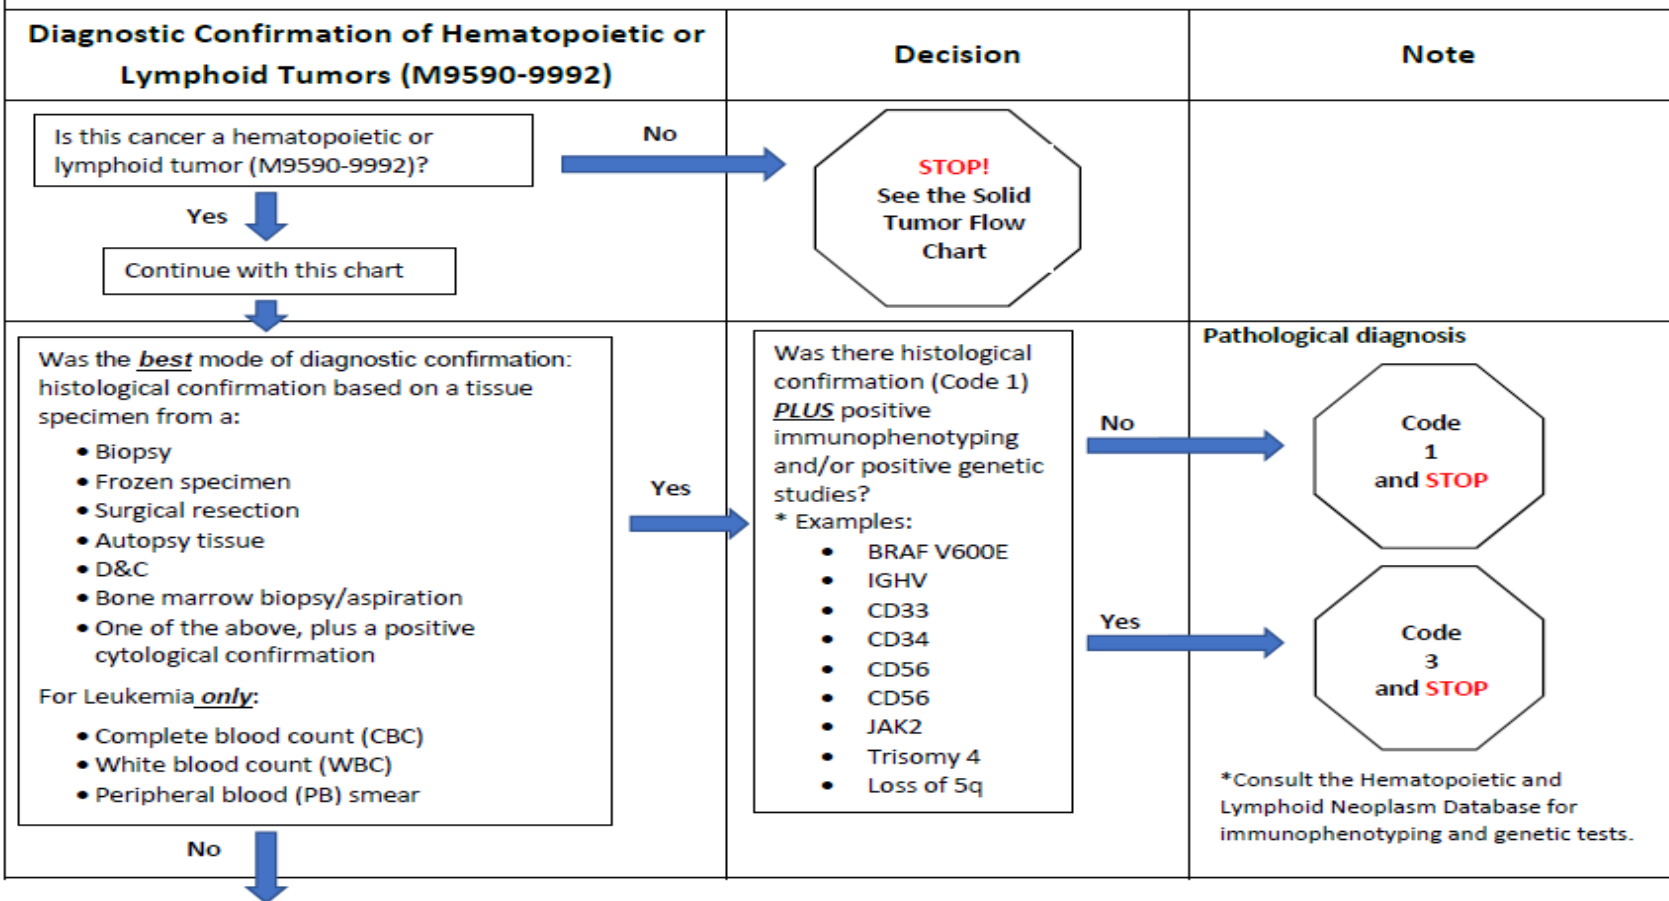 Diagnostic Confirmation of Hematopoietic or
Lymphoid Tumors (M9590-9992)
Decision
Note
Is this cancer a hematopoietic or
lymphoid tumor (M9590-9992)?
No
STOP!
See the Solid
Tumor Flow
Chart
Yes
Continue with this chart
Was the best mode of diagnostic confirmation:
histological confirmation based on a tissue
specimen from a:
• Biopsy
• Frozen specimen
• Surgical resection
• Autopsy tissue
• D&C
• Bone marrow biopsy/aspiration
• One of the above, plus a positive
cytological confirmation
For Leukemia only:
• Complete blood count (CBC)
• White blood count (WBC)
• Peripheral blood (PB) smear
Yes
No
Was there histological
confirmation (Code 1)
PLUS positive
immunophenotyping
and/or positive genetic
studies?
* Examples:
• BRAF V600E
• IGHV
• CD33
• CD34
• CD56
• CD56
• JAK2
• Trisomy 4
• Loss of 5q
No
Yes
Pathological diagnosis
Code
1
and STOP
Code
3
and STOP
*Consult the Hematopoietic and
Lymphoid Neoplasm Database for
immunophenotyping and genetic tests.